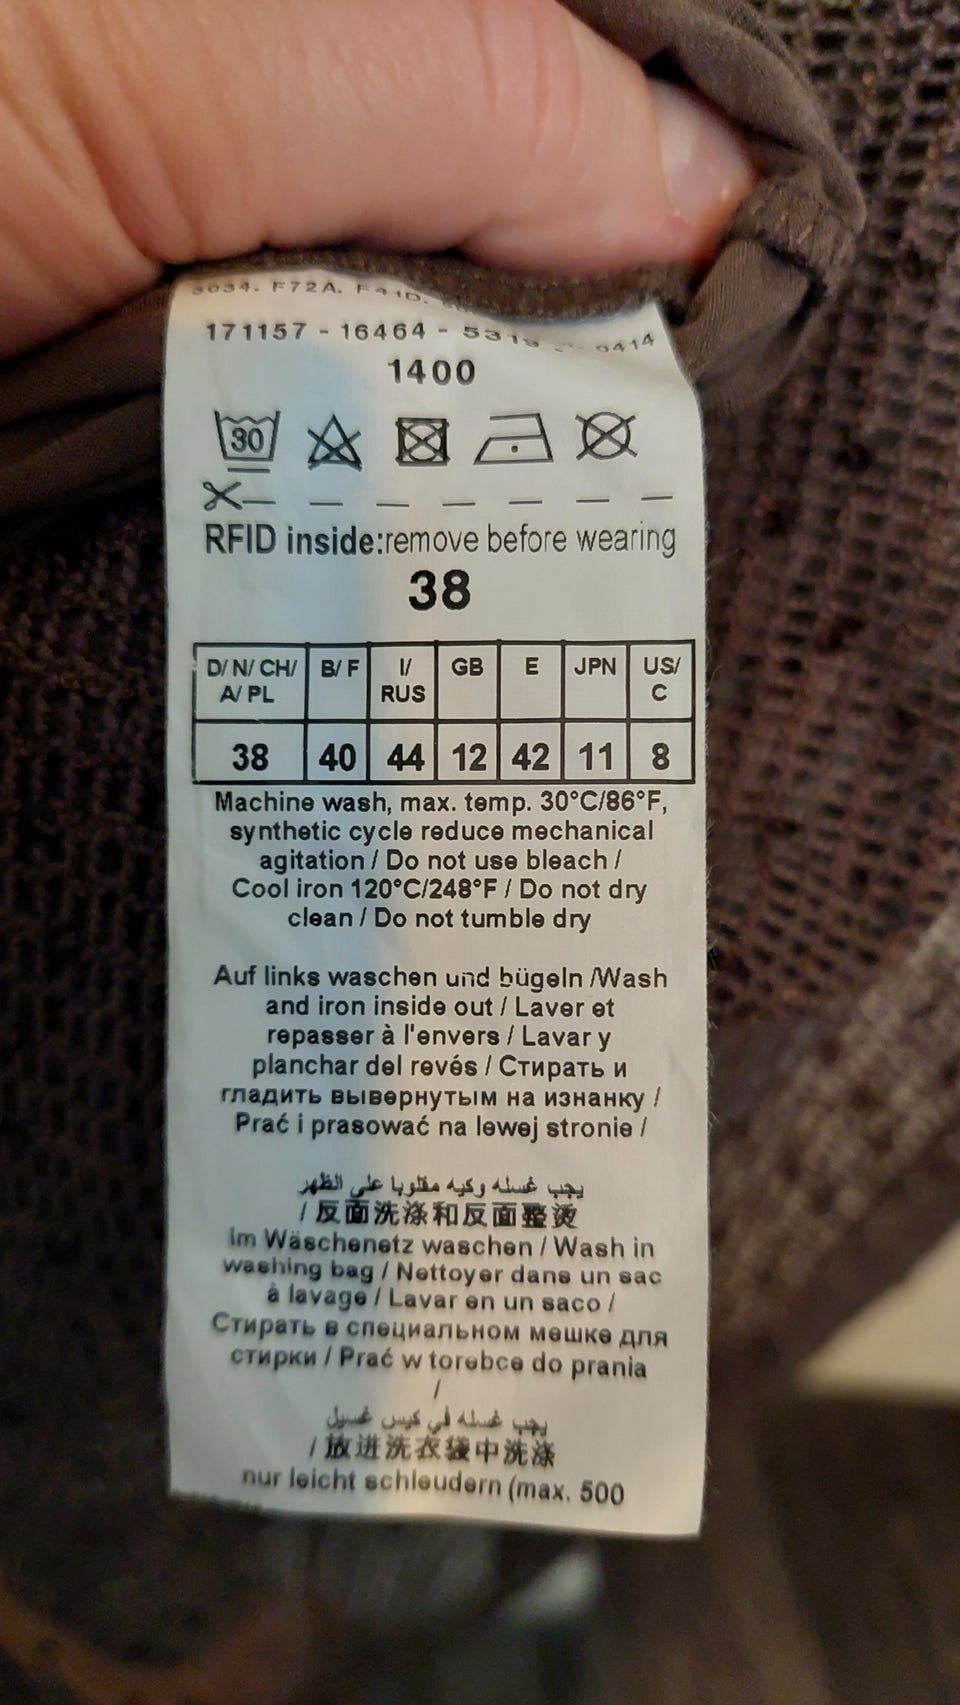 3034. F72A. F41D.
171157 - 16464 - 0414
1400
30
RFID inside:remove before wearing
38
D/ N/ CH/ A/ PL B/ F I/ RUS GB E JPN US/ C
38 40 44 12 42 11 8
Machine wash, max. temp. 30°C/86°F,
synthetic cycle reduce mechanical
agitation / Do not use bleach /
Cool iron 120°C/248°F / Do not dry
clean / Do not tumble dry
Auf links waschen und bügeln /Wash
and iron inside out / Laver et
repasser à l'envers / Lavar y
planchar del revés / Стирать и
гладить вывернутым на изнанку /
Prać i prasować na lewej stronie /
يجب غسله وكيه مقلوبا على الظهر
/ 反面洗涤和反面整烫
Im Wäschenetz waschen / Wash in
washing bag / Nettoyer dans un sac
à lavage / Lavar en un saco /
Стирать в специальном мешке для
стирки / Prać w torebce do prania
/
يجب غسله في كيس غسيل
/ 放进洗衣袋中洗涤
nur leicht schleudern (max. 500